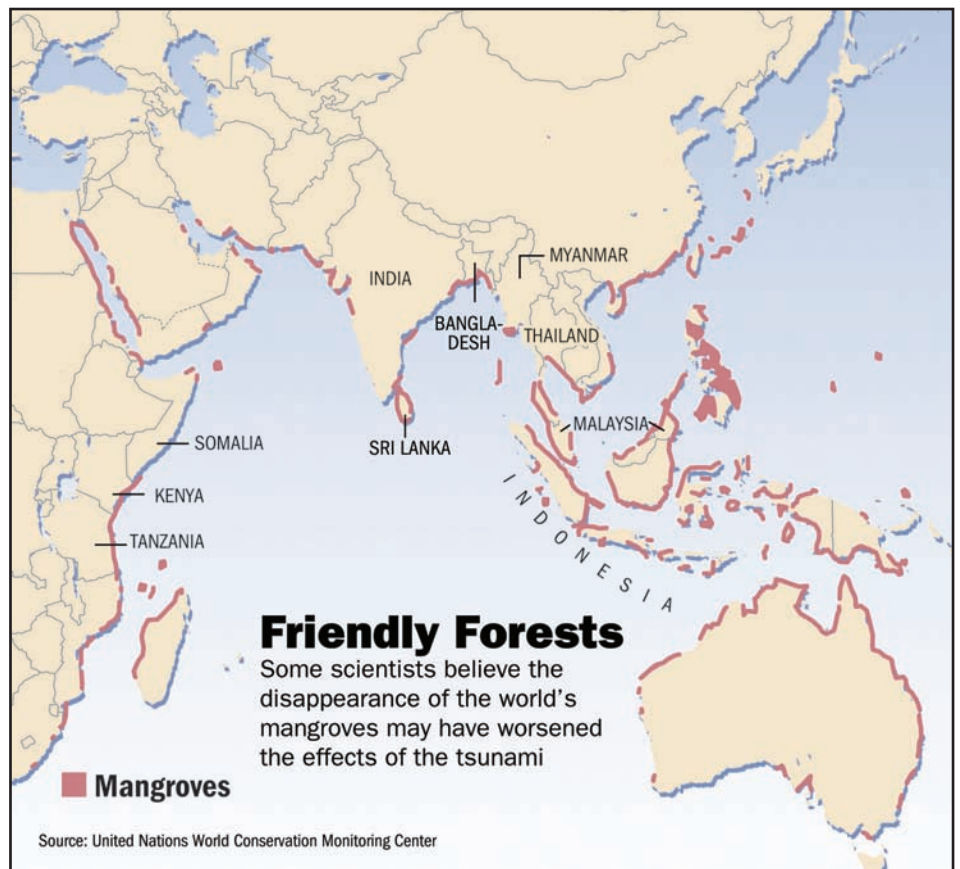 INDIA
MYANMAR
BANGLA-
DESH
THAILAND
SRI LANKA
MALAYSIA
SOMALIA
KENYA
TANZANIA
INDONESIA
Friendly Forests
Some scientists believe the
disappearance of the world's
mangroves may have worsened
the effects of the tsunami
Mangroves
Source: United Nations World Conservation Monitoring Center